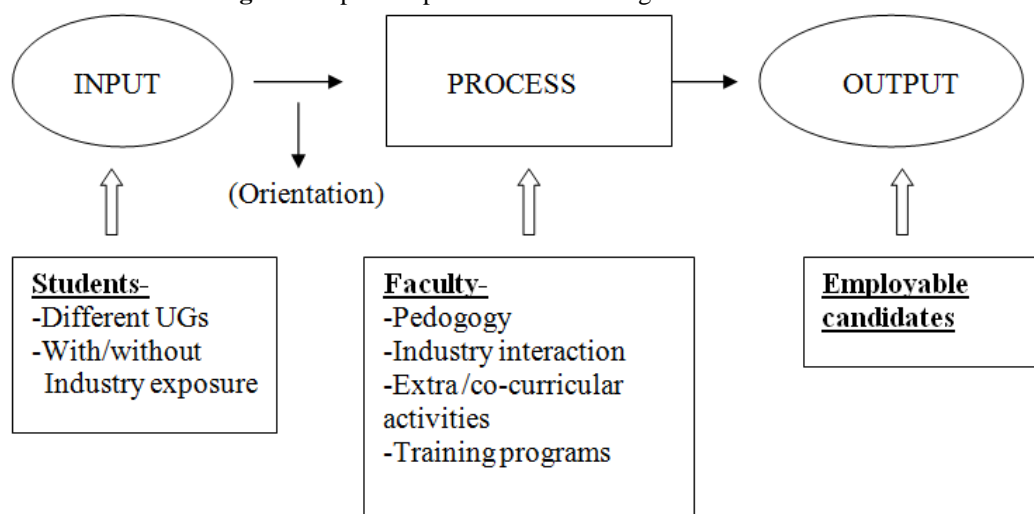 INPUT
PROCESS
OUTPUT
(Orientation)
Students-
-Different UGs
-With/without
Industry exposure
Faculty-
-Pedogogy
-Industry interaction
-Extra /co-curricular
activities
-Training programs
Employable
candidates